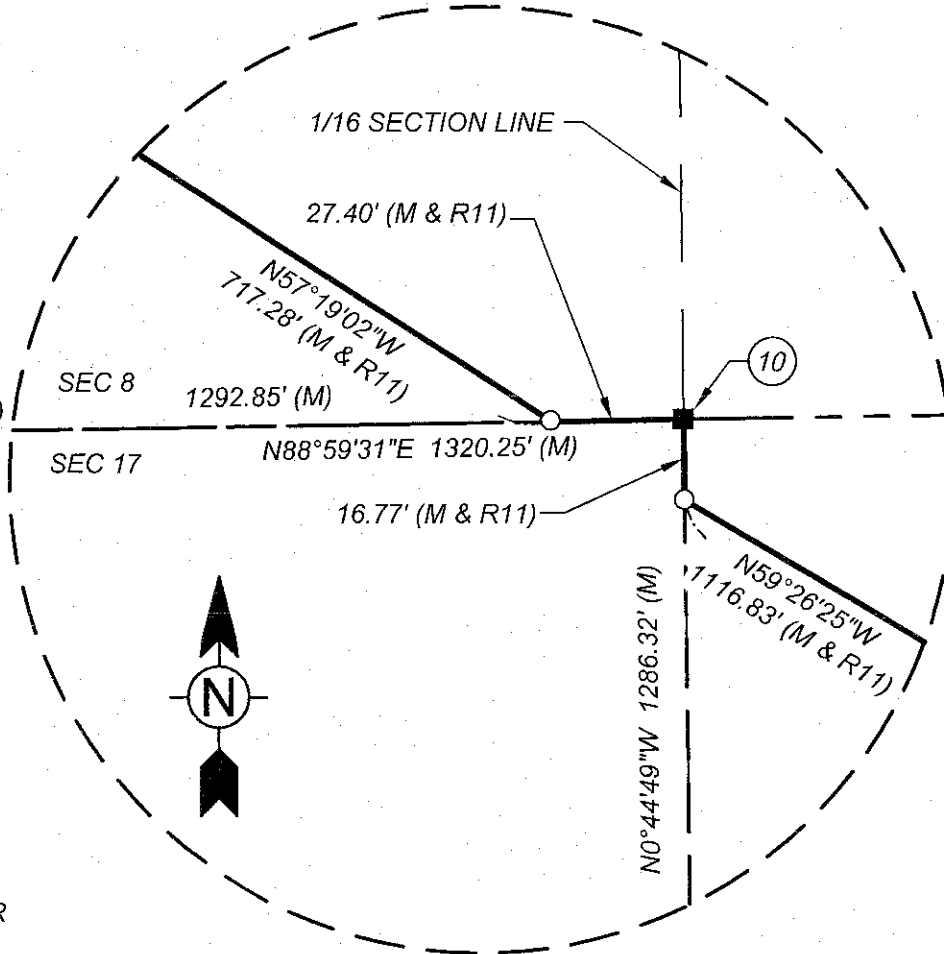 1/16 SECTION LINE
27.40' (M & R11)
10
N57°19'02"W
717.28' (M & R11)
SEC 8
1292.85' (M)
)
SEC 17
N88°59'31"E 1320.25' (M)
16.77' (M & R11)
N59°26'25"W
1116.83' (M & R11)
N0°44'49"W 1286.32' (M)
N
R